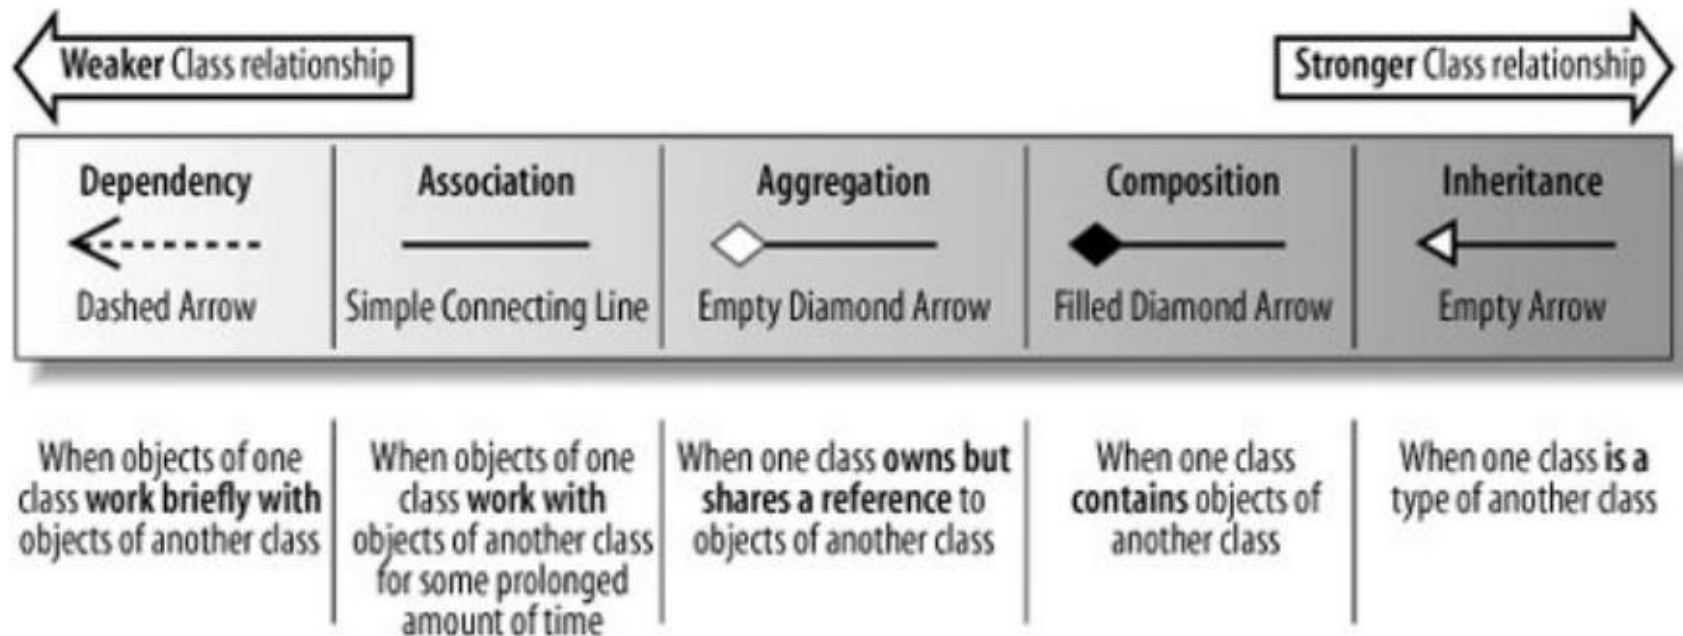 Weaker Class relationship
Stronger Class relationship
Dependency
Association
Aggregation
Composition
Inheritance
Dashed Arrow
Simple Connecting Line
Empty Diamond Arrow
Filled Diamond Arrow
Empty Arrow
When objects of one
class work briefly with
objects of another class
When objects of one
class work with
objects of another class
for some prolonged
amount of time
When one class owns but
shares a reference to
objects of another class
When one class
contains objects of
another class
When one class is a
type of another class